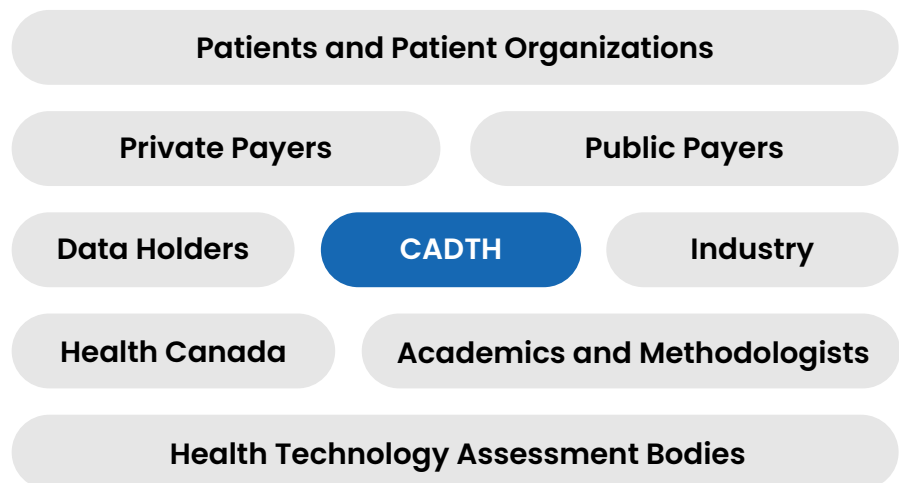 Patients and Patient Organizations
Private Payers
Public Payers
Data Holders
CADTH
Industry
Health Canada
Academics and Methodologists
Health Technology Assessment Bodies